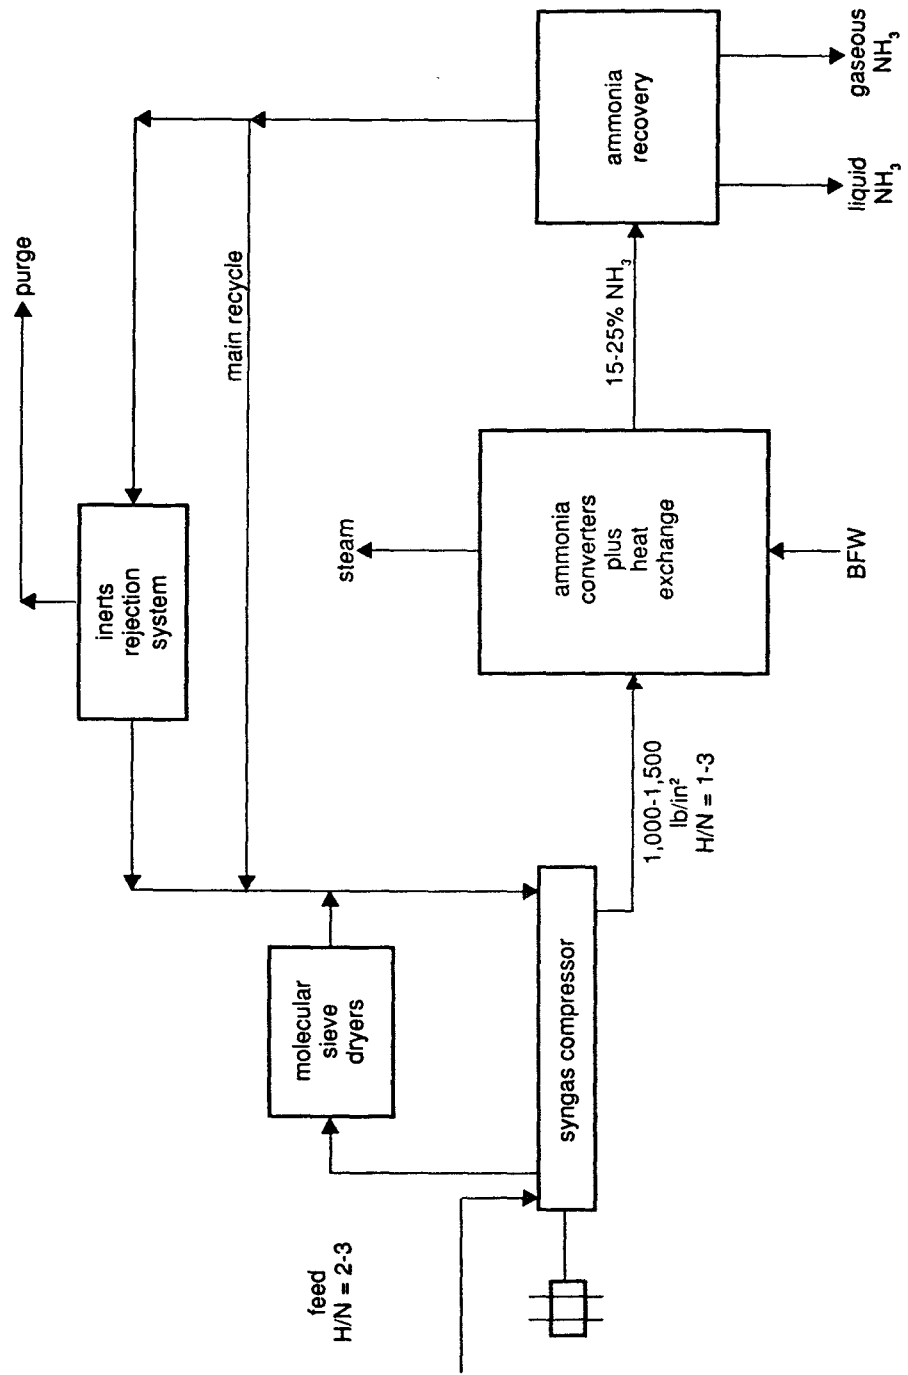 purge
inerts
rejection
system
main recycle
molecular
sieve
dryers
feed
H/N = 2-3
syngas compressor
1,000-1,500
lb/in²
H/N = 1-3
steam
ammonia
converters
plus
heat
exchange
BFW
15-25% NH₃
ammonia
recovery
liquid
NH₃
gaseous
NH₃